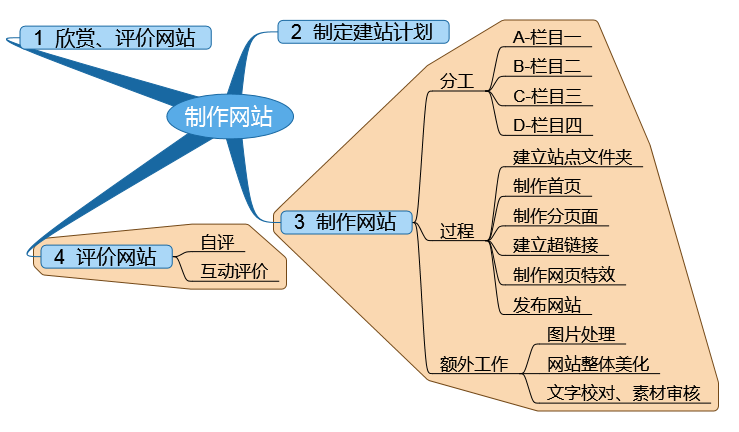 制作网站
1 欣赏、评价网站
2 制定建站计划
3 制作网站
分工
A-栏目一
B-栏目二
C-栏目三
D-栏目四
过程
建立站点文件夹
制作首页
制作分页面
建立超链接
制作网页特效
发布网站
额外工作
图片处理
网站整体美化
文字校对、素材审核
4 评价网站
自评
互动评价